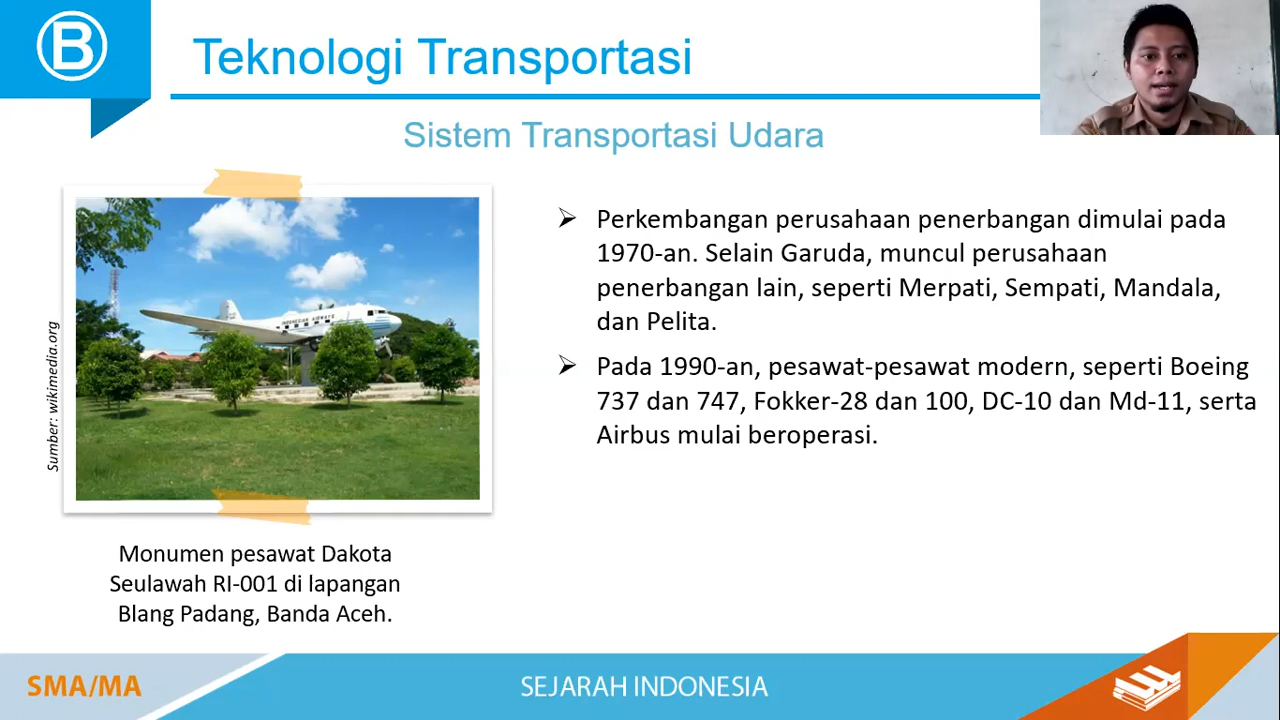 B
Teknologi Transportasi
Sistem Transportasi Udara
INDONESIAN AIRWAYS
Sumber: wikimedia.org
Monumen pesawat Dakota
Seulawah RI-001 di lapangan
Blang Padang, Banda Aceh.
➢ Perkembangan perusahaan penerbangan dimulai pada
1970-an. Selain Garuda, muncul perusahaan
penerbangan lain, seperti Merpati, Sempati, Mandala,
dan Pelita.
➢ Pada 1990-an, pesawat-pesawat modern, seperti Boeing
737 dan 747, Fokker-28 dan 100, DC-10 dan Md-11, serta
Airbus mulai beroperasi.
SMA/MA
SEJARAH INDONESIA